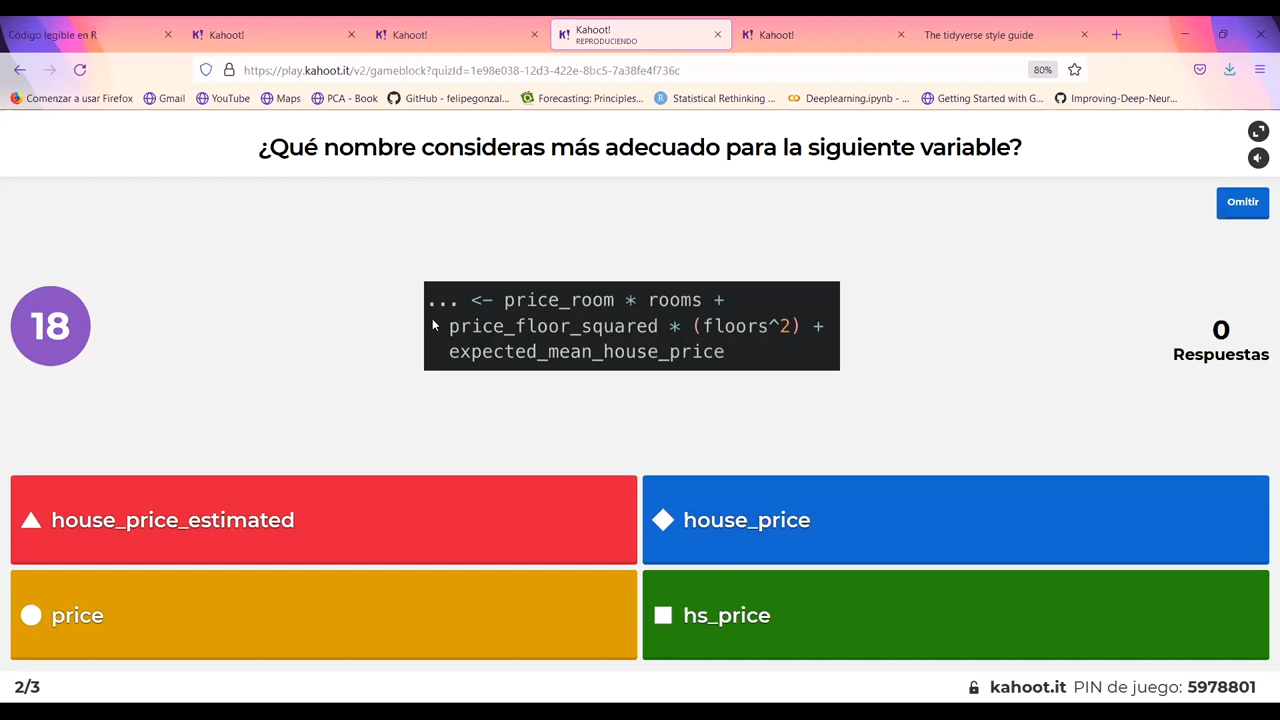 Código legible en R
Kahoot!
Kahoot!
Kahoot!
REPRODUCIENDO
Kahoot!
The tidyverse style guide
https://play.kahoot.it/v2/gameblock?quizId=1e98e038-12d3-422e-8bc5-7a38fe4f736c
80%
Comenzar a usar Firefox
Gmail
YouTube
Maps
PCA - Book
GitHub - felipegonzal...
Forecasting: Principles...
Statistical Rethinking ...
Deeplearning.ipynb - ...
Getting Started with G...
Improving-Deep-Neur...
¿Qué nombre consideras más adecuado para la siguiente variable?
Omitir
18
... <- price_room * rooms +
price_floor_squared * (floors^2) +
expected_mean_house_price
0
Respuestas
house_price_estimated
house_price
price
hs_price
2/3
kahoot.it PIN de juego: 5978801